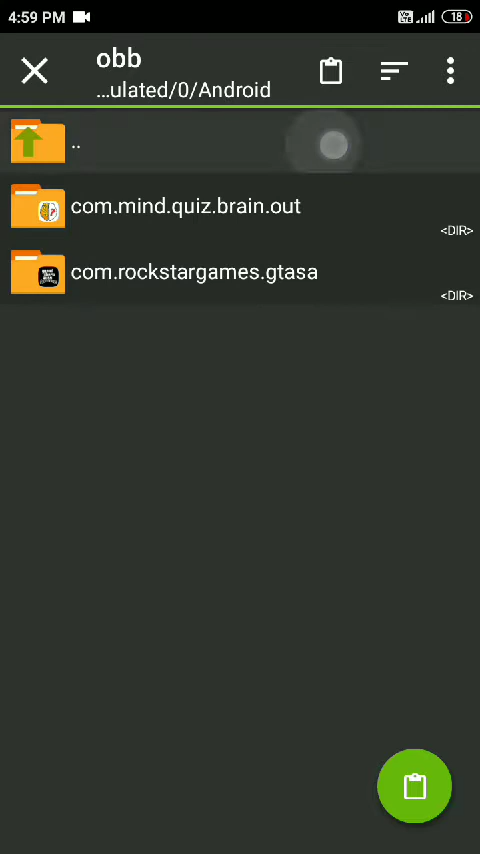 4:59 PM
18
obb
...ulated/0/Android
..
com.mind.quiz.brain.out
<DIR>
com.rockstargames.gtasa
<DIR>